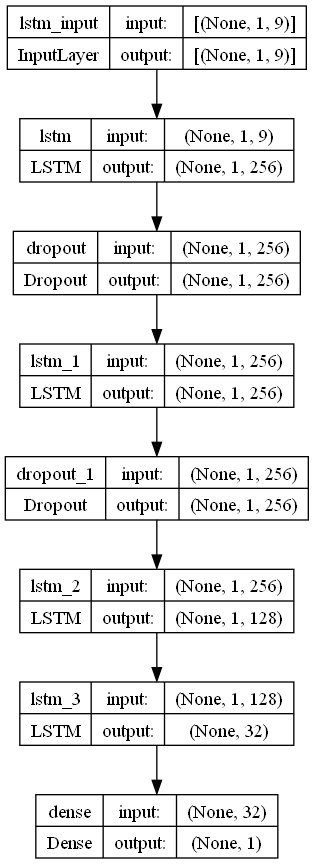 lstm_input input: [(None, 1, 9)]
InputLayer output: [(None, 1, 9)]
lstm input: (None, 1, 9)
LSTM output: (None, 1, 256)
dropout input: (None, 1, 256)
Dropout output: (None, 1, 256)
lstm_1 input: (None, 1, 256)
LSTM output: (None, 1, 256)
dropout_1 input: (None, 1, 256)
Dropout output: (None, 1, 256)
lstm_2 input: (None, 1, 256)
LSTM output: (None, 1, 128)
lstm_3 input: (None, 1, 128)
LSTM output: (None, 32)
dense input: (None, 32)
Dense output: (None, 1)